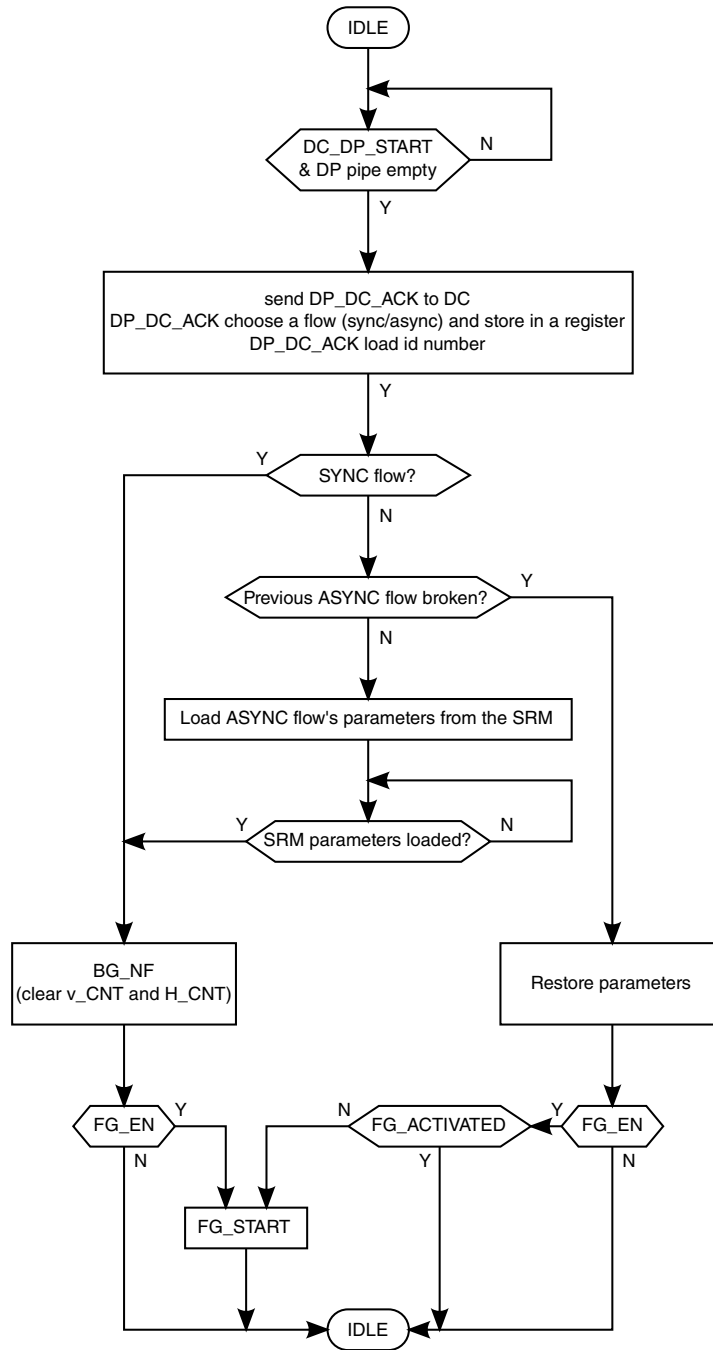 IDLE
DC_DP_START
& DP pipe empty
N
Y
send DP_DC_ACK to DC
DP_DC_ACK choose a flow (sync/async) and store in a register
DP_DC_ACK load id number
Y
Y
SYNC flow?
N
Previous ASYNC flow broken?
Y
N
Load ASYNC flow's parameters from the SRM
Y
SRM parameters loaded?
N
BG_NF
(clear v_CNT and H_CNT)
Restore parameters
FG_EN
Y
N
N
FG_ACTIVATED
Y
Y
FG_EN
N
FG_START
IDLE